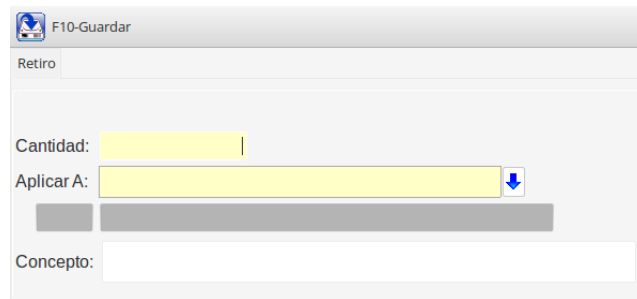 F10-Guardar
Retiro
Cantidad:
Aplicar A:
Concepto: